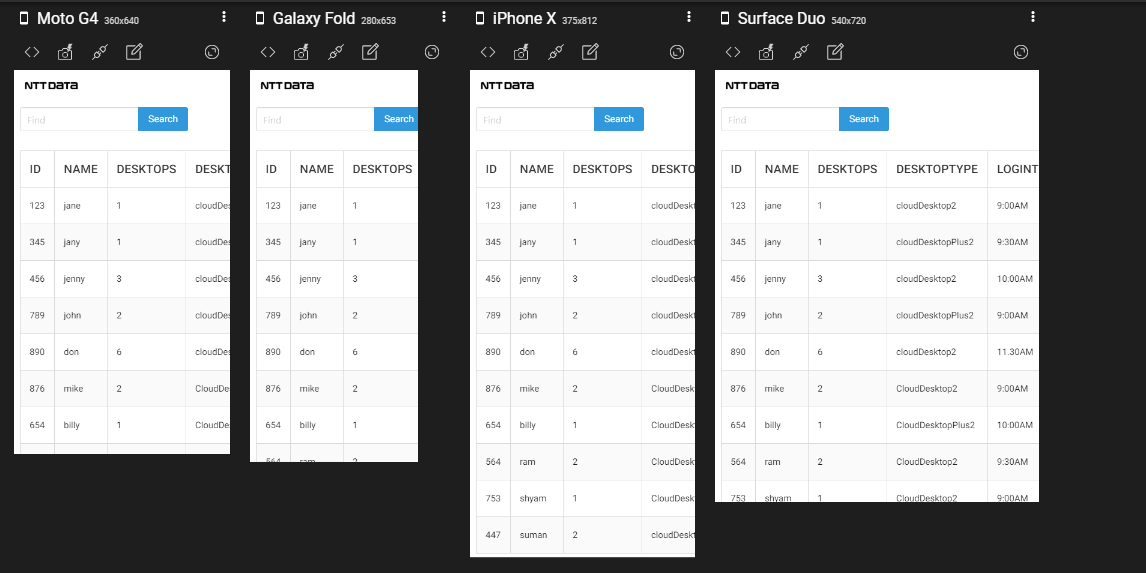 Moto G4 360x640
NTT DATA
Find Search
ID NAME DESKTOPS DESKT
123 jane 1 cloudDes
345 jany 1 cloudDes
456 jenny 3 cloudDes
789 john 2 cloudDes
890 don 6 cloudDes
876 mike 2 CloudDe
654 billy 1 CloudDe
Galaxy Fold 280x653
NTT DATA
Find Search
ID NAME DESKTOPS
123 jane 1
345 jany 1
456 jenny 3
789 john 2
890 don 6
876 mike 2
654 billy 1
564 ram 2
iPhone X 375x812
NTT DATA
Find Search
ID NAME DESKTOPS DESKTO
123 jane 1 cloudDeskt
345 jany 1 cloudDeskt
456 jenny 3 cloudDeskt
789 john 2 cloudDeskt
890 don 6 cloudDeskt
876 mike 2 CloudDesk
654 billy 1 CloudDesk
564 ram 2 CloudDesk
753 shyam 1 CloudDesk
447 suman 2 cloudDeskt
Surface Duo 540x720
NTT DATA
Find Search
ID NAME DESKTOPS DESKTOPTYPE LOGINT
123 jane 1 cloudDesktop2 9:00AM
345 jany 1 cloudDesktopPlus2 9:30AM
456 jenny 3 cloudDesktop2 10:00AM
789 john 2 cloudDesktopPlus2 9:00AM
890 don 6 cloudDesktop2 11.30AM
876 mike 2 CloudDesktop2 9:00AM
654 billy 1 CloudDesktopPlus2 10:00AM
564 ram 2 CloudDesktop2 9:30AM
753 shyam 1 CloudDesktop2 9:00AM